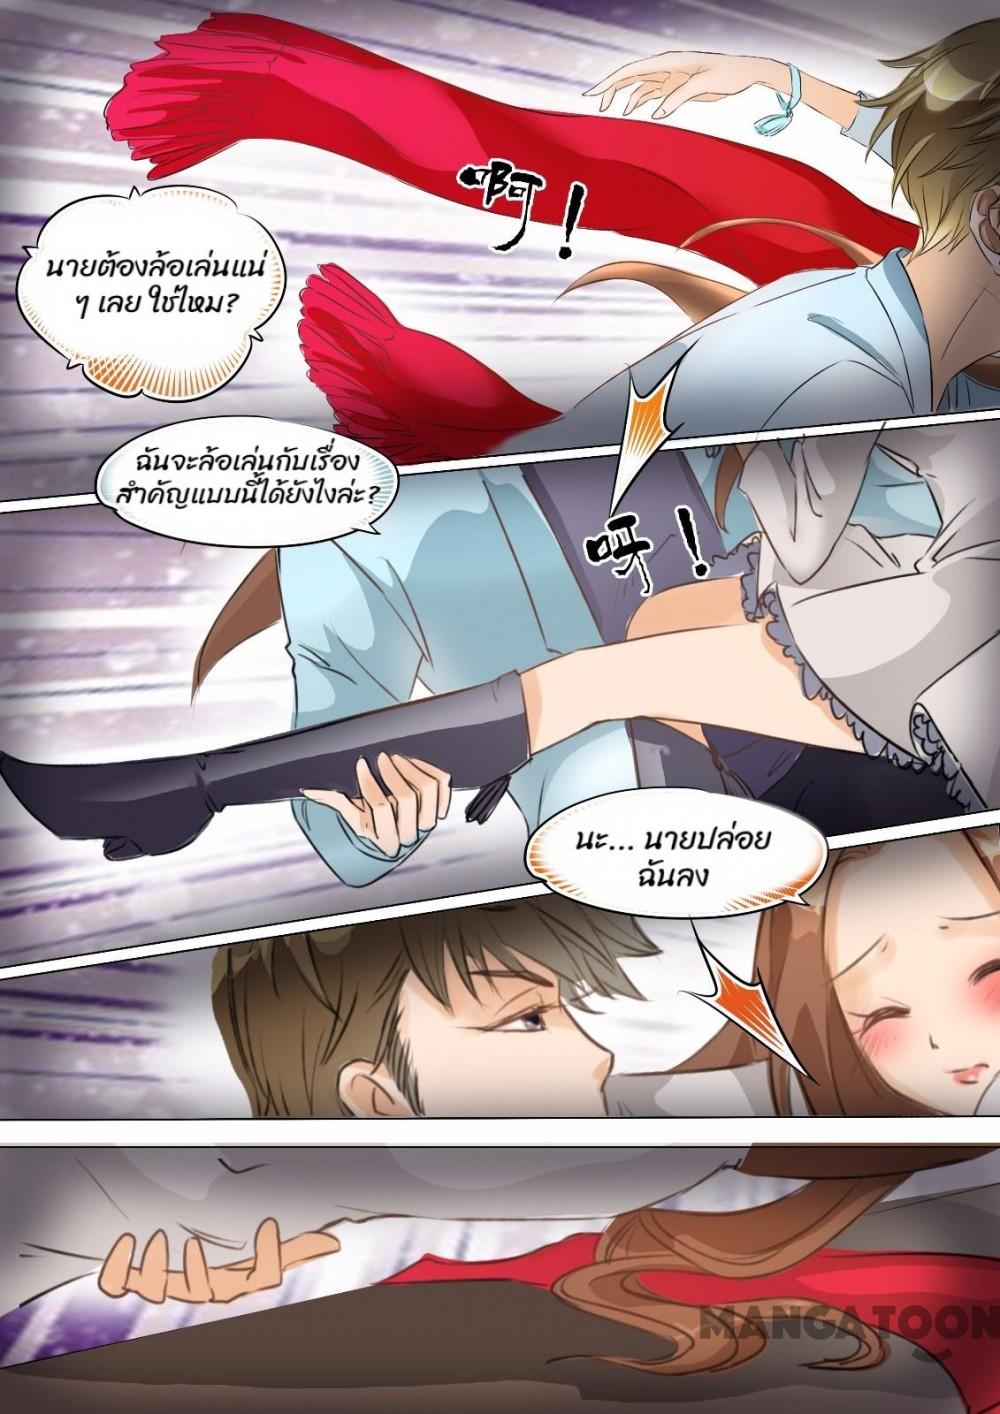 啊!
นายต้องล้อเล่นแน่
ๆ เลย ใช่ไหม?
ฉันจะล้อเล่นกับเรื่อง
สำคัญแบบนี้ได้ยังไงล่ะ?
呀!
นะ... นายปล่อย
ฉันลง
MANGATOON